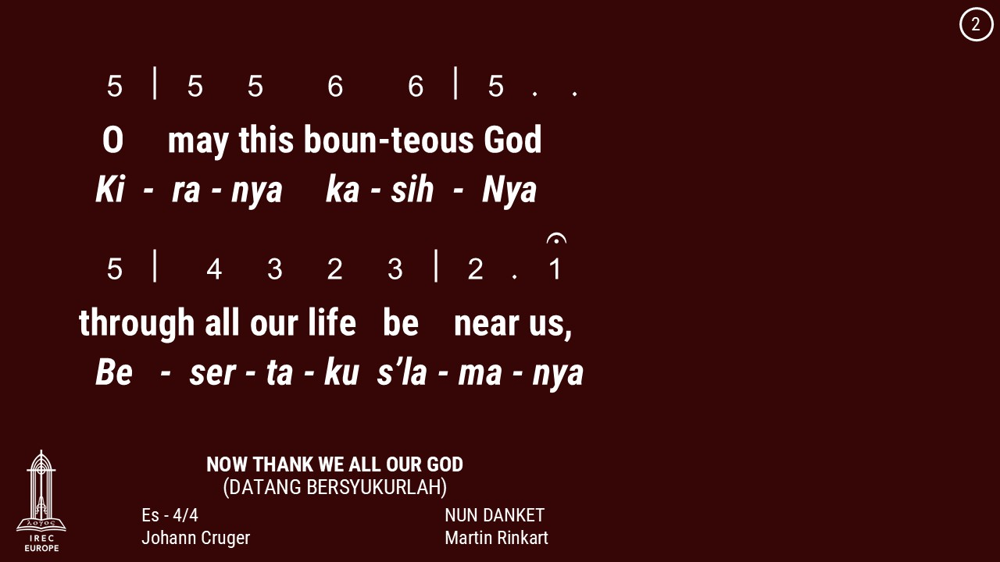 2
5 | 5 5 6 6 | 5 . .
O may this boun-teous God
Ki - ra - nya ka - sih - Nya
5 | 4 3 2 3 | 2 . 1
through all our life be near us,
Be - ser - ta - ku s’la - ma - nya
NOW THANK WE ALL OUR GOD
(DATANG BERSYUKURLAH)
Es - 4/4 NUN DANKET
Johann Cruger Martin Rinkart
λογος
IREC
EUROPE